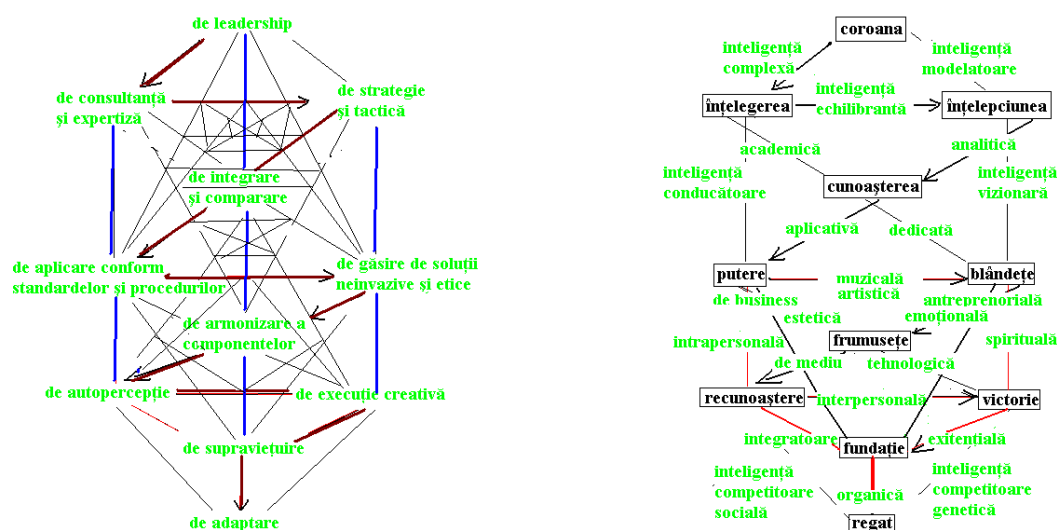 de leadership
de consultanță
și expertiză
de strategie
și tactică
de integrare
și comparare
de aplicare conform
standardelor și procedurilor
de găsire de soluții
neinvazive și etice
de armonizare a
componentelor
de autopercepție
de execuție creativă
de supraviețuire
de adaptare
coroana
inteligență
complexă
inteligență
modelatoare
înțelegerea
inteligență
echilibrantă
înțelepciunea
academică
analitică
inteligență
conducătoare
cunoașterea
inteligență
vizionară
aplicativă
dedicată
putere
muzicală
artistică
blândețe
de business
estetică
antreprenorială
emoțională
intrapersonală
frumusețe
spirituală
de mediu
tehnologică
recunoaștere
interpersonală
victorie
integratoare
fundație
exitențială
inteligență
competitoare
socială
organică
inteligență
competitoare
genetică
regat